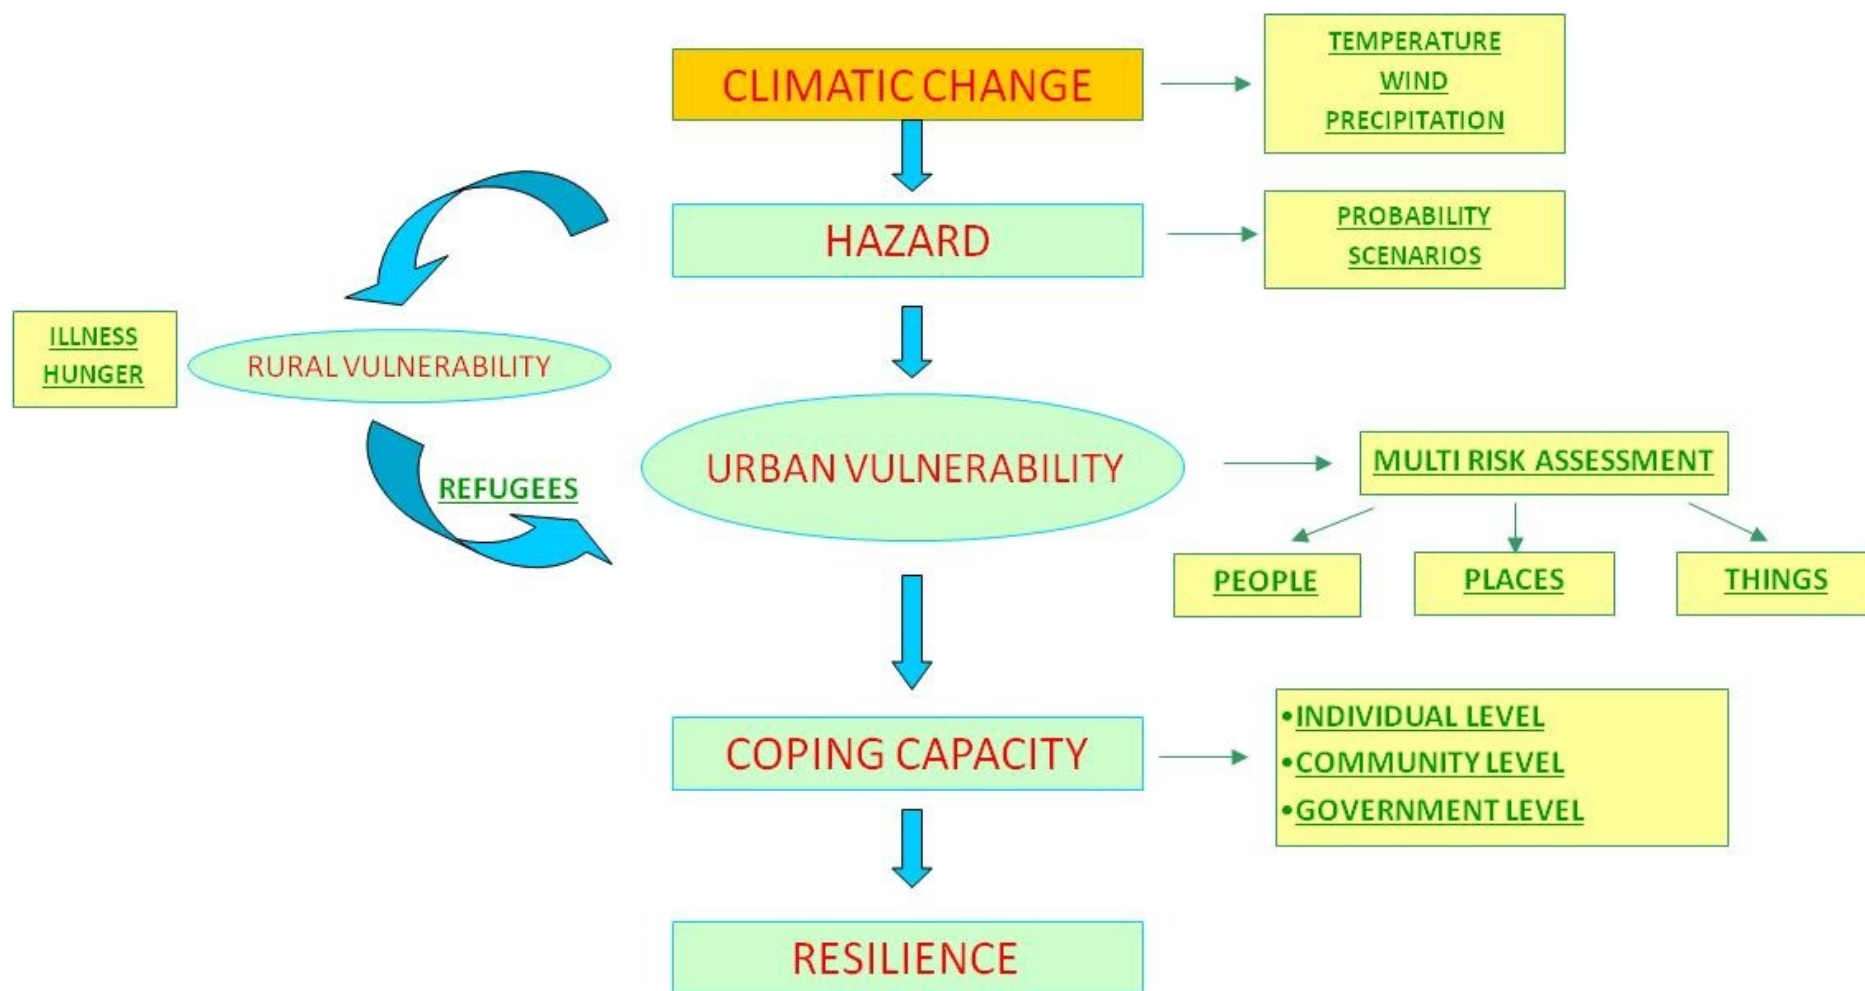 CLIMATIC CHANGE
TEMPERATURE
WIND
PRECIPITATION
HAZARD
PROBABILITY
SCENARIOS
ILLNESS
HUNGER
RURAL VULNERABILITY
REFUGEES
URBAN VULNERABILITY
MULTI RISK ASSESSMENT
PEOPLE
PLACES
THINGS
COPING CAPACITY
•INDIVIDUAL LEVEL
•COMMUNITY LEVEL
•GOVERNMENT LEVEL
RESILIENCE